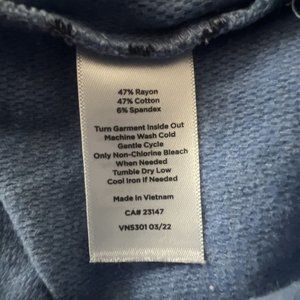 47% Rayon
47% Cotton
6% Spandex
Turn Garment Inside Out
Machine Wash Cold
Gentle Cycle
Only Non-Chlorine Bleach
When Needed
Tumble Dry Low
Cool Iron If Needed
Made in Vietnam
CA# 23147
VN5301 03/22